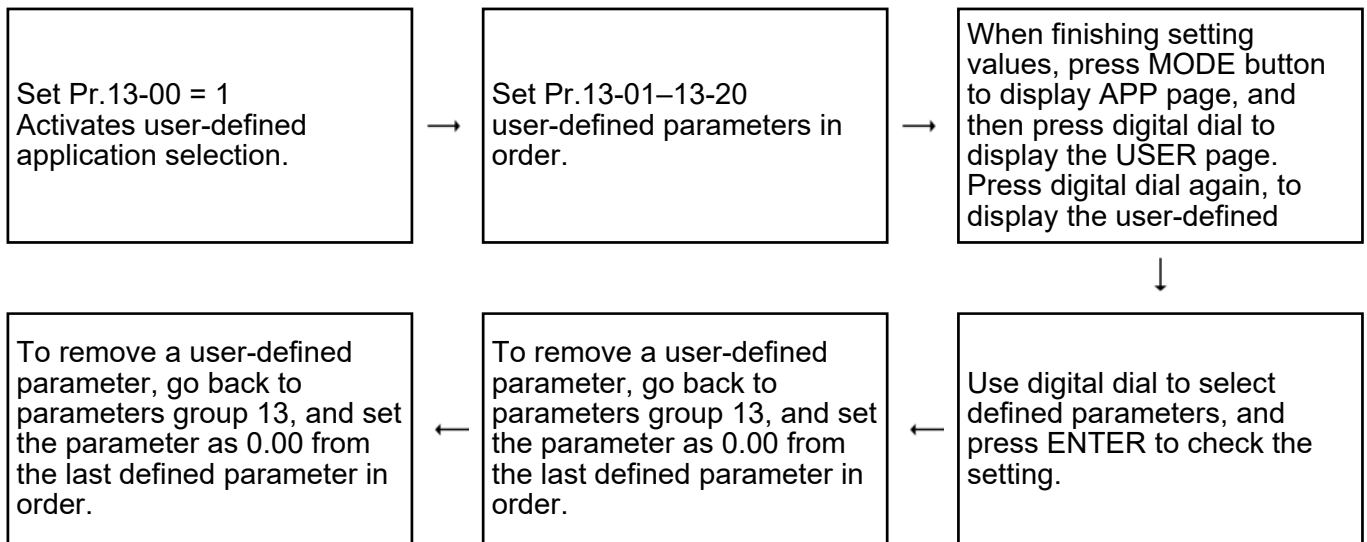 Set Pr.13-00 = 1
Activates user-defined
application selection.
Set Pr.13-01–13-20
user-defined parameters in
order.
When finishing setting
values, press MODE button
to display APP page, and
then press digital dial to
display the USER page.
Press digital dial again, to
display the user-defined
Use digital dial to select
defined parameters, and
press ENTER to check the
setting.
To remove a user-defined
parameter, go back to
parameters group 13, and set
the parameter as 0.00 from
the last defined parameter in
order.
To remove a user-defined
parameter, go back to
parameters group 13, and set
the parameter as 0.00 from
the last defined parameter in
order.